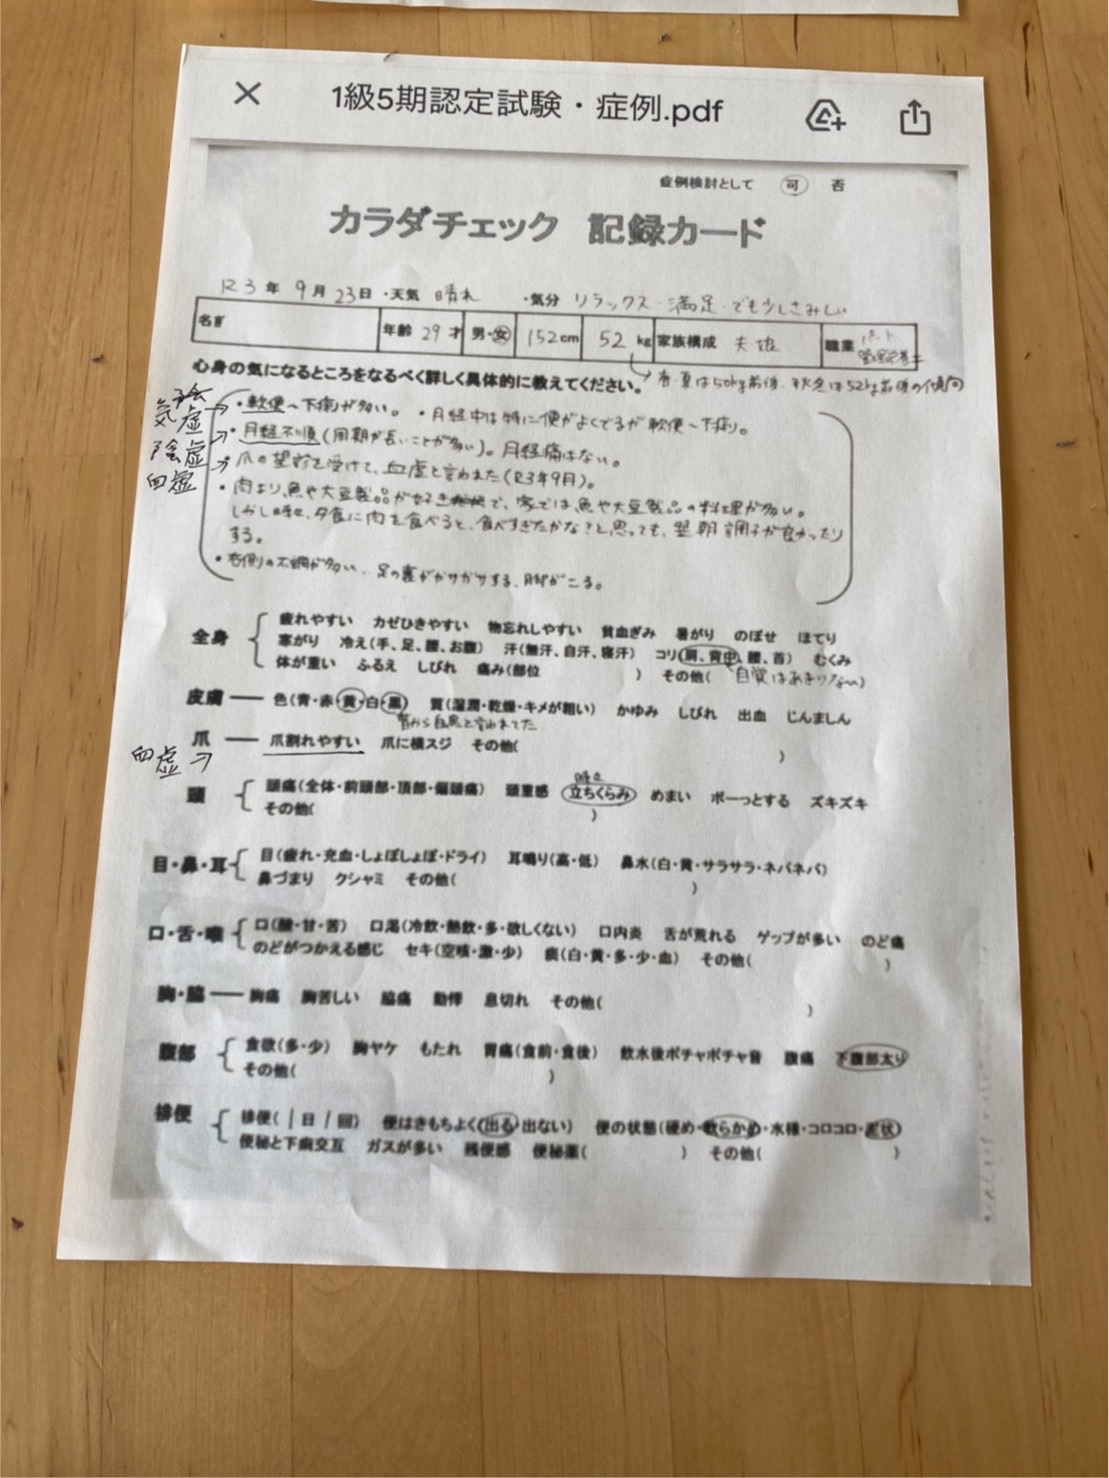 1級5期認定試験・症例.pdf
症例検討として 可 否
カラダチェック 記録カード
R3年 9月 23日 ・天気 晴れ ・気分 リラックス・満足・でも少しさみしい
名前 年齢 29才 男・女 152cm 52kg 家族構成 夫・娘 職業 パート 管理栄養士
心身の気になるところをなるべく詳しく具体的に教えてください。
→春・夏は50kg前後、秋冬は52kg前後の傾向
気虚
陰虚
血虚
・軟便~下痢が多い。 ・月経中は特に便がよくでるが軟便~下痢。
・月経不順(周期が長いことが多い)。月経痛はない。
爪の望診を受けて、血虚と言われた(R3年9月)。
・肉より、魚や大豆製品が好きで、家では魚や大豆製品の料理が多い。
しかし時々、夕食に肉を食べると、食べすぎたかな?と思っても、翌朝調子が良かったり
する。
・右側の不調が多い、足の裏がガサガサする、肘がこる。
全身 疲れやすい カゼひきやすい 物忘れしやすい 貧血ぎみ 暑がり のぼせ ほてり
寒がり 冷え(手、足、腰、お腹) 汗(無汗、自汗、寝汗) コリ(肩、背中、腰、首) むくみ
体が重い ふるえ しびれ 痛み(部位 ) その他( 自覚はあまりない)
皮膚 色(青・赤・黄・白・黒) 質(湿潤・乾燥・キメが粗い) かゆみ しびれ 出血 じんましん
昔から色黒と言われてた
爪 爪割れやすい 爪に横スジ その他( )
血虚
時々
頭 頭痛(全体・前頭部・頂部・偏頭痛) 頭重感 立ちくらみ めまい ボーっとする ズキズキ
その他( )
目・鼻・耳 目(疲れ・充血・しょぼしょぼ・ドライ) 耳鳴り(高・低) 鼻水(白・黄・サラサラ・ネバネバ)
鼻づまり クシャミ その他( )
口・舌・喉 口(酸・甘・苦) 口渇(冷飲・熱飲・多・欲しくない) 口内炎 舌が荒れる ゲップが多い のど痛
のどがつかえる感じ セキ(空咳・激・少) 痰(白・黄・多・少・血) その他( )
胸・脇 胸痛 胸苦しい 脇痛 動悸 息切れ その他( )
腹部 食欲(多・少) 胸ヤケ もたれ 胃痛(食前・食後) 飲水後ポチャポチャ音 腹痛 下腹部太り
その他( )
排便 排便( 1日 1回) 便はきもちよく(出る・出ない) 便の状態(硬め・軟らかめ・水様・コロコロ・泥状)
便秘と下痢交互 ガスが多い 残便感 便秘薬( ) その他( )